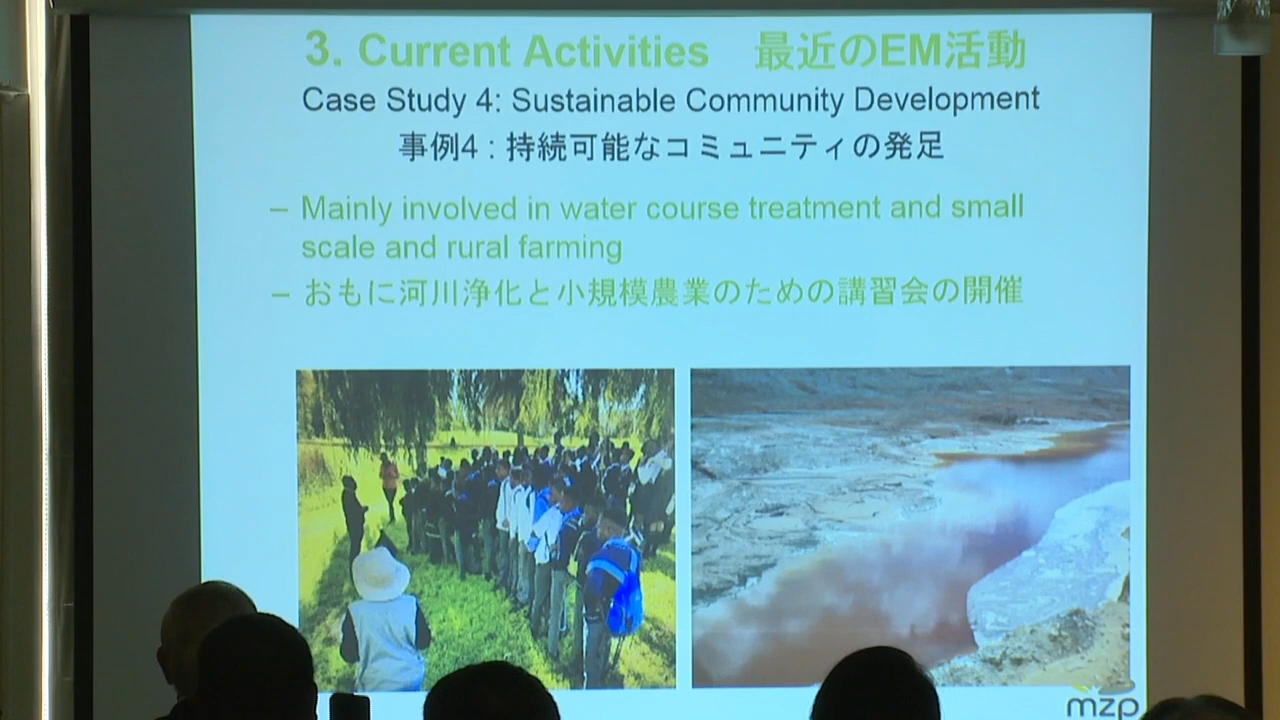 3. Current Activities 最近のEM活動
Case Study 4: Sustainable Community Development
事例4 : 持続可能なコミュニティの発足
– Mainly involved in water course treatment and small
scale and rural farming
– おもに河川浄化と小規模農業のための講習会の開催
mzp